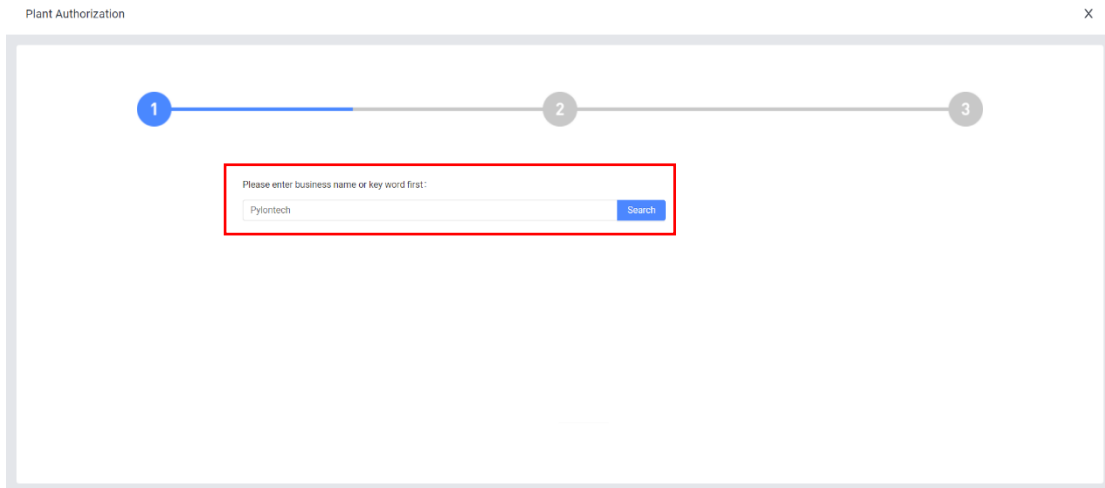 Plant Authorization X
1 2 3
Please enter business name or key word first:
Pylontech Search